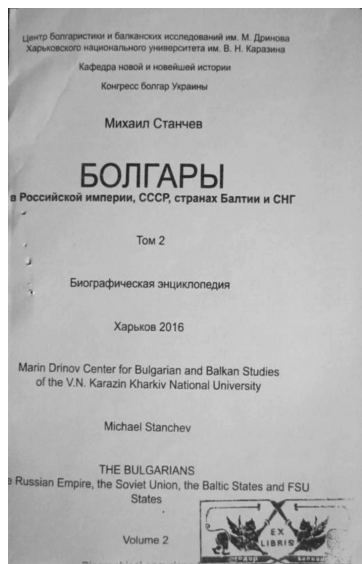 Центр болгаристики и балканских исследований им. М. Дринова
Харьковского национального университета им. В. Н. Каразина
Кафедра новой и новейшей истории
Конгресс болгар Украины
Михаил Станчев
БОЛГАРЫ
в Российской империи, СССР, странах Балтии и СНГ
Том 2
Биографическая энциклопедия
Харьков 2016
Marin Drinov Center for Bulgarian and Balkan Studies
of the V.N. Karazin Kharkiv National University
Michael Stanchev
THE BULGARIANS
e Russian Empire, the Soviet Union, the Baltic States and FSU
States
Volume 2
EX
LIBRIS